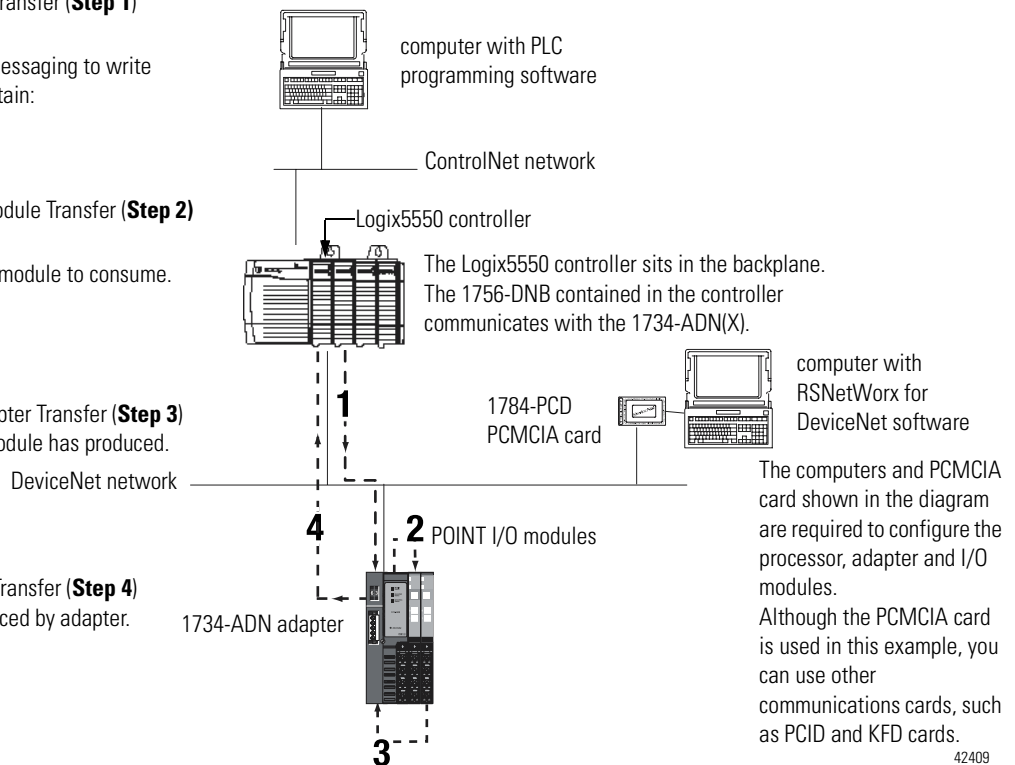 ransfer (Step 1)
essaging to write
tain:
odule Transfer (Step 2)
module to consume.
pter Transfer (Step 3)
odule has produced.
DeviceNet network
ransfer (Step 4)
ced by adapter.
computer with PLC
programming software
ControlNet network
Logix5550 controller
The Logix5550 controller sits in the backplane.
The 1756-DNB contained in the controller
communicates with the 1734-ADN(X).
1
1784-PCD
PCMCIA card
computer with
RSNetWorx for
DeviceNet software
4
2 POINT I/O modules
1734-ADN adapter
3
The computers and PCMCIA
card shown in the diagram
are required to configure the
processor, adapter and I/O
modules.
Although the PCMCIA card
is used in this example, you
can use other
communications cards, such
as PCID and KFD cards.
42409